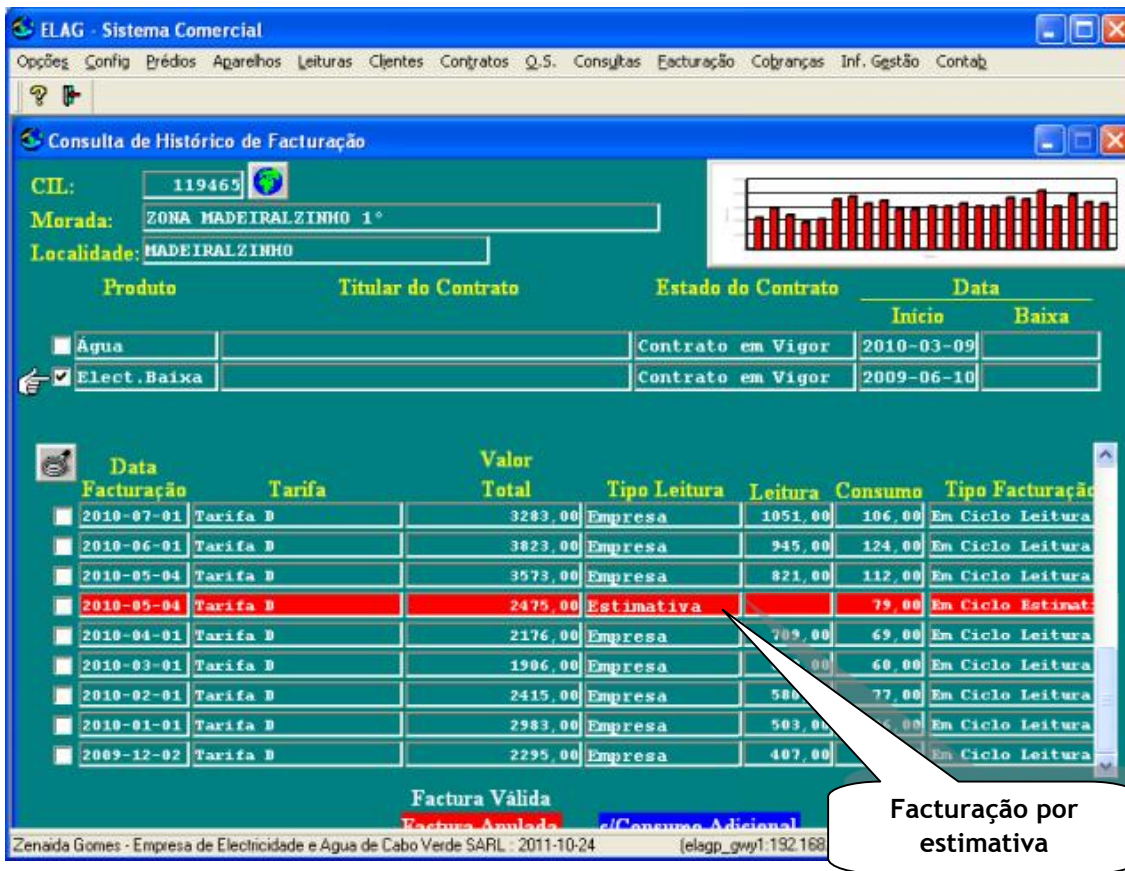 ELAG - Sistema Comercial
Opções Config Prédios Aparelhos Leituras Clientes Contratos O.S. Consultas Facturação Cobranças Inf. Gestão Contab
Consulta de Histórico de Facturação
CIL: 119465
Morada: ZONA MADEIRALZINHO 1°
Localidade: MADEIRALZINHO
Produto Titular do Contrato Estado do Contrato Data
Início Baixa
Água Contrato em Vigor 2010-03-09
Elect.Baixa Contrato em Vigor 2009-06-10
Data Valor
Facturação Tarifa Total Tipo Leitura Leitura Consumo Tipo Facturação
2010-07-01 Tarifa D 3283,00 Empresa 1051,00 106,00 Em Ciclo Leitura
2010-06-01 Tarifa D 3823,00 Empresa 945,00 124,00 Em Ciclo Leitura
2010-05-04 Tarifa D 3573,00 Empresa 821,00 112,00 Em Ciclo Leitura
2010-05-04 Tarifa D 2475,00 Estimativa 79,00 Em Ciclo Estimat
2010-04-01 Tarifa D 2176,00 Empresa 709,00 69,00 Em Ciclo Leitura
2010-03-01 Tarifa D 1906,00 Empresa 60,00 Em Ciclo Leitura
2010-02-01 Tarifa D 2415,00 Empresa 77,00 Em Ciclo Leitura
2010-01-01 Tarifa D 2983,00 Empresa Em Ciclo Leitura
2009-12-02 Tarifa D 2295,00 Empresa 407,00 Em Ciclo Leitura
Factura Válida
Factura Anulada c/Consumo Adicional
Zenaida Gomes - Empresa de Electricidade e Agua de Cabo Verde SARL : 2011-10-24 (elagp_gwy1:192.168
Facturação por
estimativa